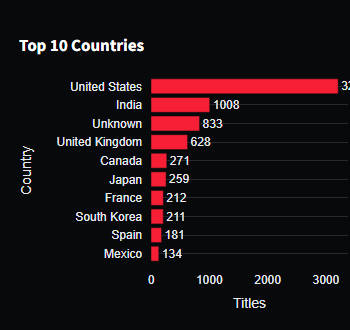 Top 10 Countries
United States
India 1008
Unknown 833
United Kingdom 628
Canada 271
Japan 259
France 212
South Korea 211
Spain 181
Mexico 134
Country
0 1000 2000 3000
Titles